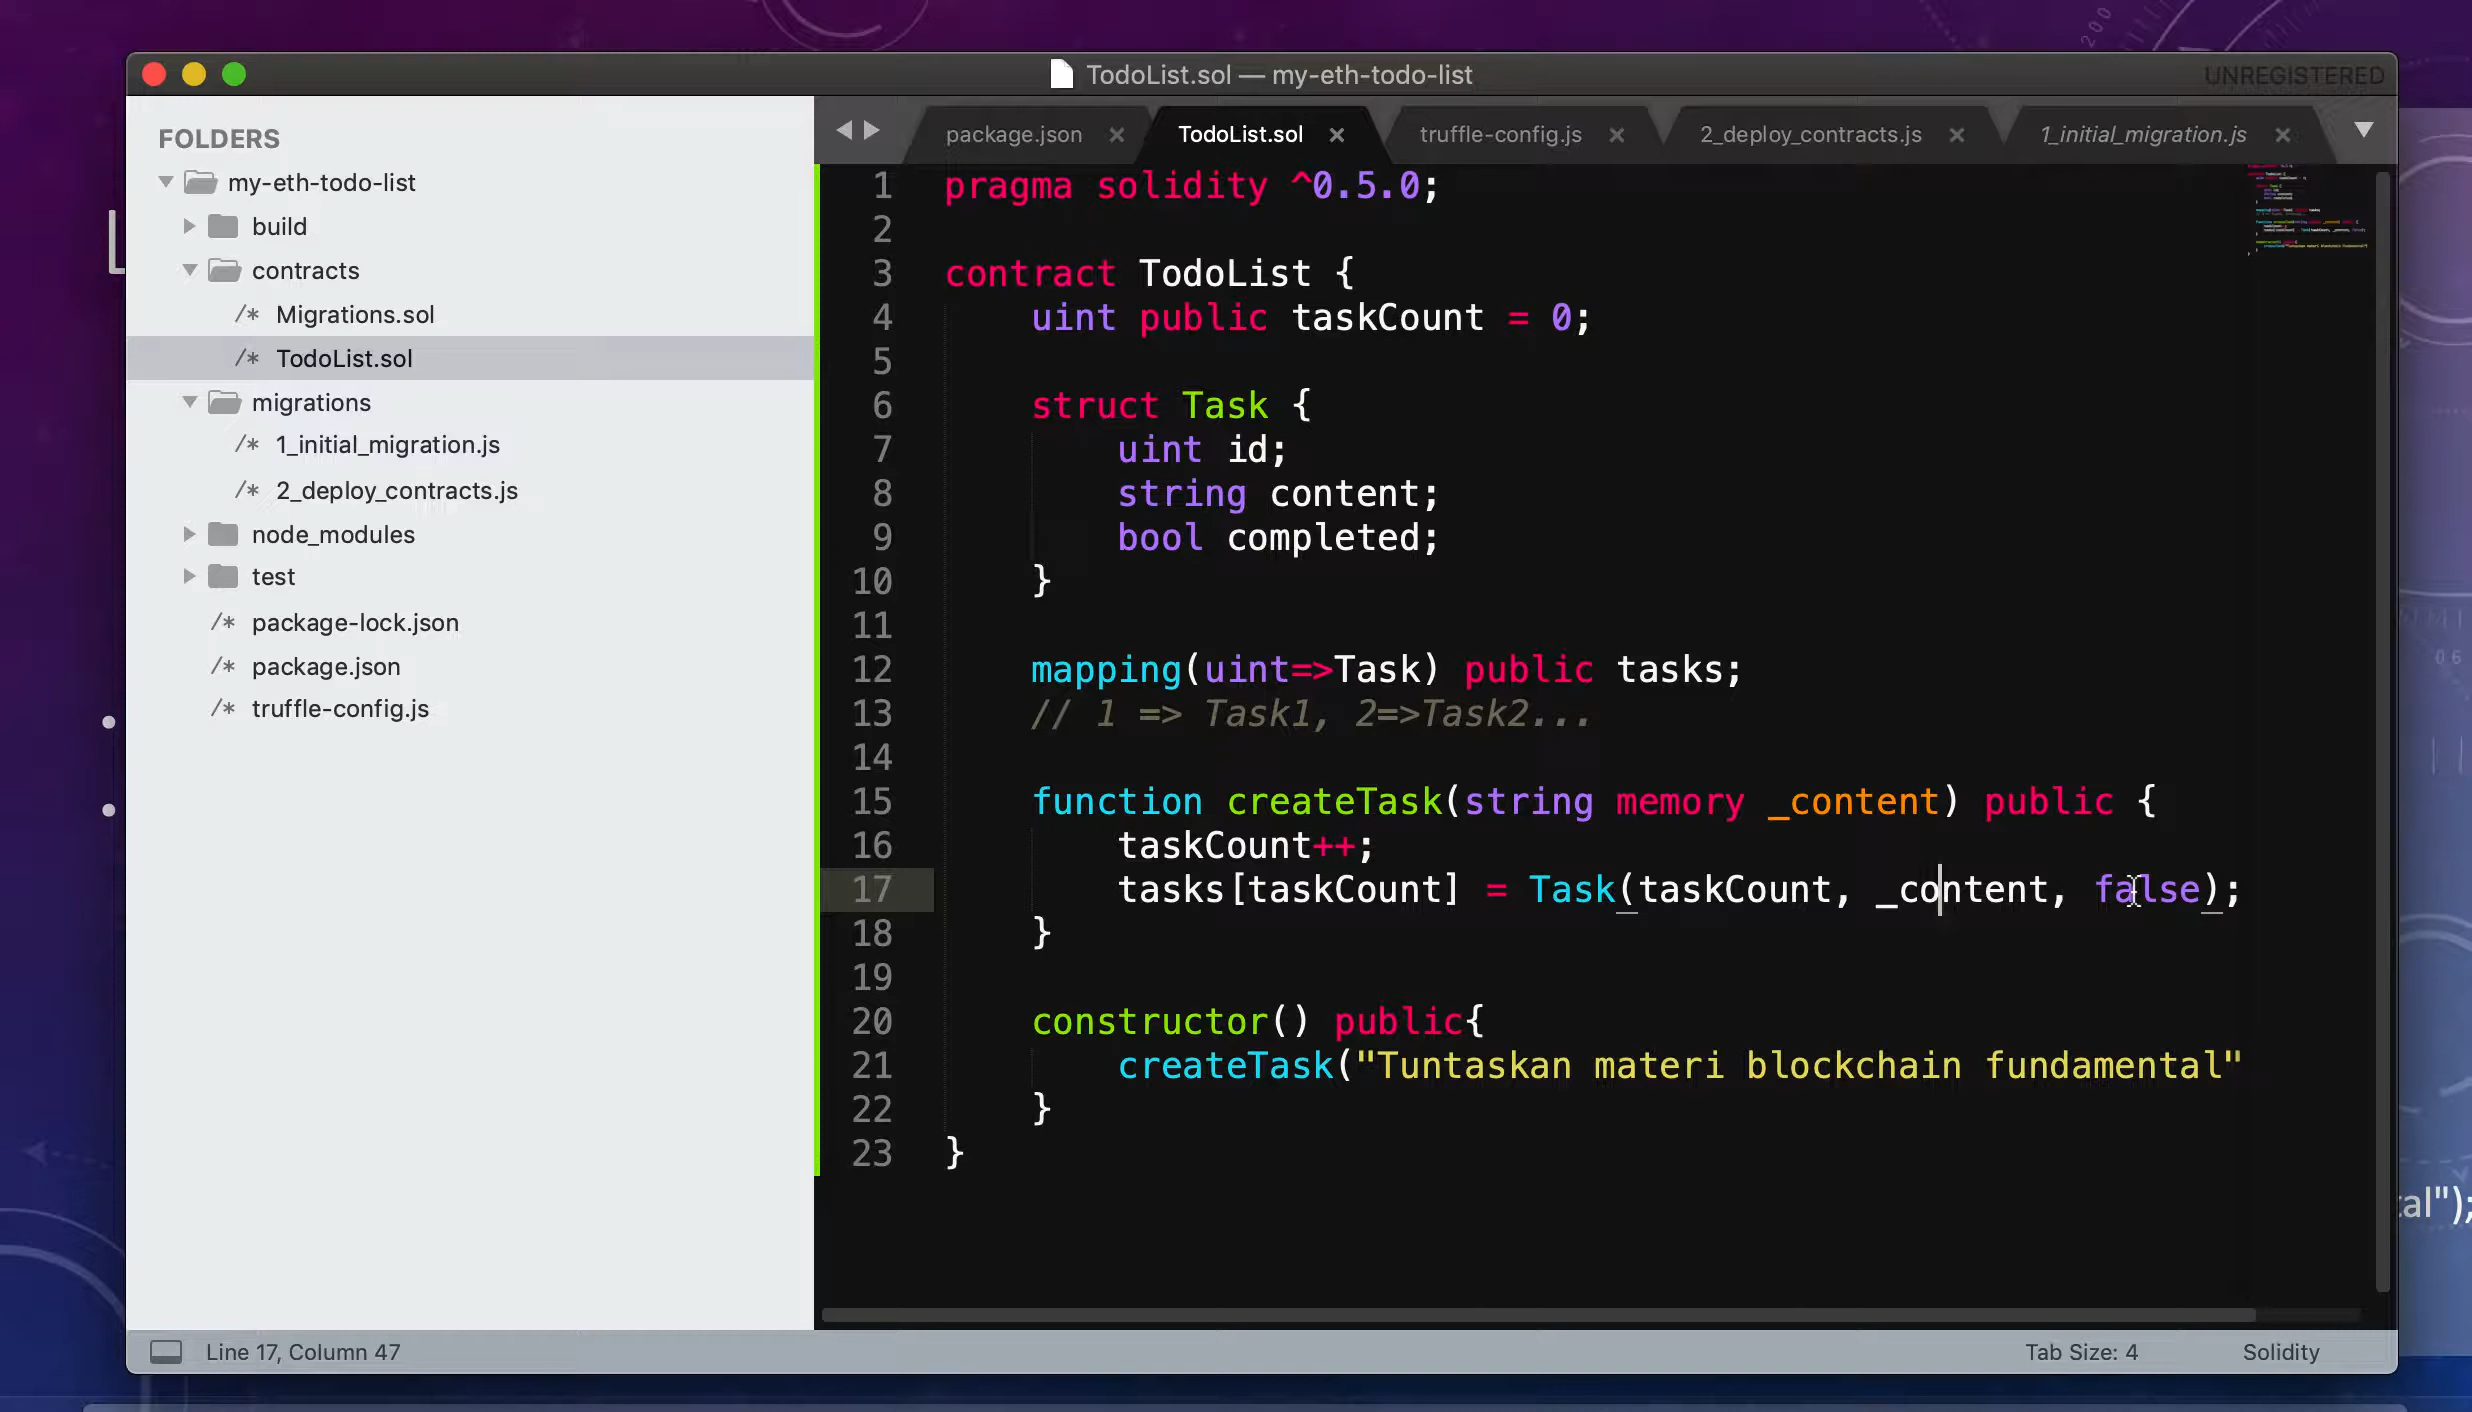 TodoList.sol — my-eth-todo-list
UNREGISTERED
FOLDERS
my-eth-todo-list
build
contracts
/* Migrations.sol
/* TodoList.sol
migrations
/* 1_initial_migration.js
/* 2_deploy_contracts.js
node_modules
test
/* package-lock.json
/* package.json
/* truffle-config.js
package.json
TodoList.sol
truffle-config.js
2_deploy_contracts.js
1_initial_migration.js
1 pragma solidity ^0.5.0;
2
3 contract TodoList {
4 uint public taskCount = 0;
5
6 struct Task {
7 uint id;
8 string content;
9 bool completed;
10 }
11
12 mapping(uint=>Task) public tasks;
13 // 1 => Task1, 2=>Task2...
14
15 function createTask(string memory _content) public {
16 taskCount++;
17 tasks[taskCount] = Task(taskCount, _content, false);
18 }
19
20 constructor() public{
21 createTask("Tuntaskan materi blockchain fundamental"
22 }
23 }
al");
Line 17, Column 47
Tab Size: 4
Solidity
200
06